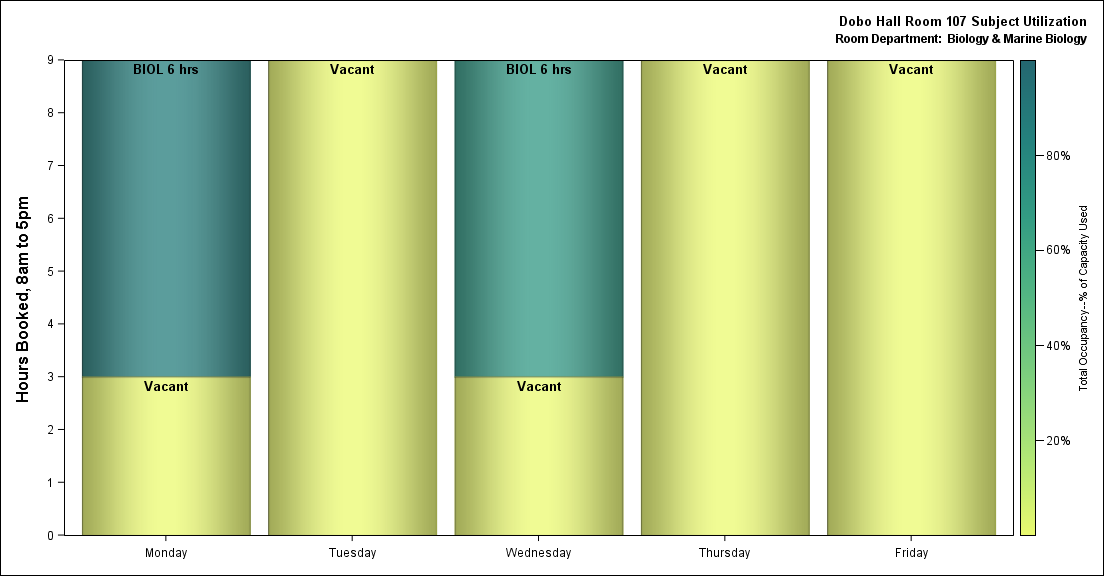 Dobo Hall Room 107 Subject Utilization
Room Department: Biology & Marine Biology
Hours Booked, 8am to 5pm
9
8
7
6
5
4
3
2
1
0
BIOL 6 hrs
Vacant
Vacant
BIOL 6 hrs
Vacant
Vacant
Vacant
Monday
Tuesday
Wednesday
Thursday
Friday
80%
60%
40%
20%
Total Occupancy--% of Capacity Used